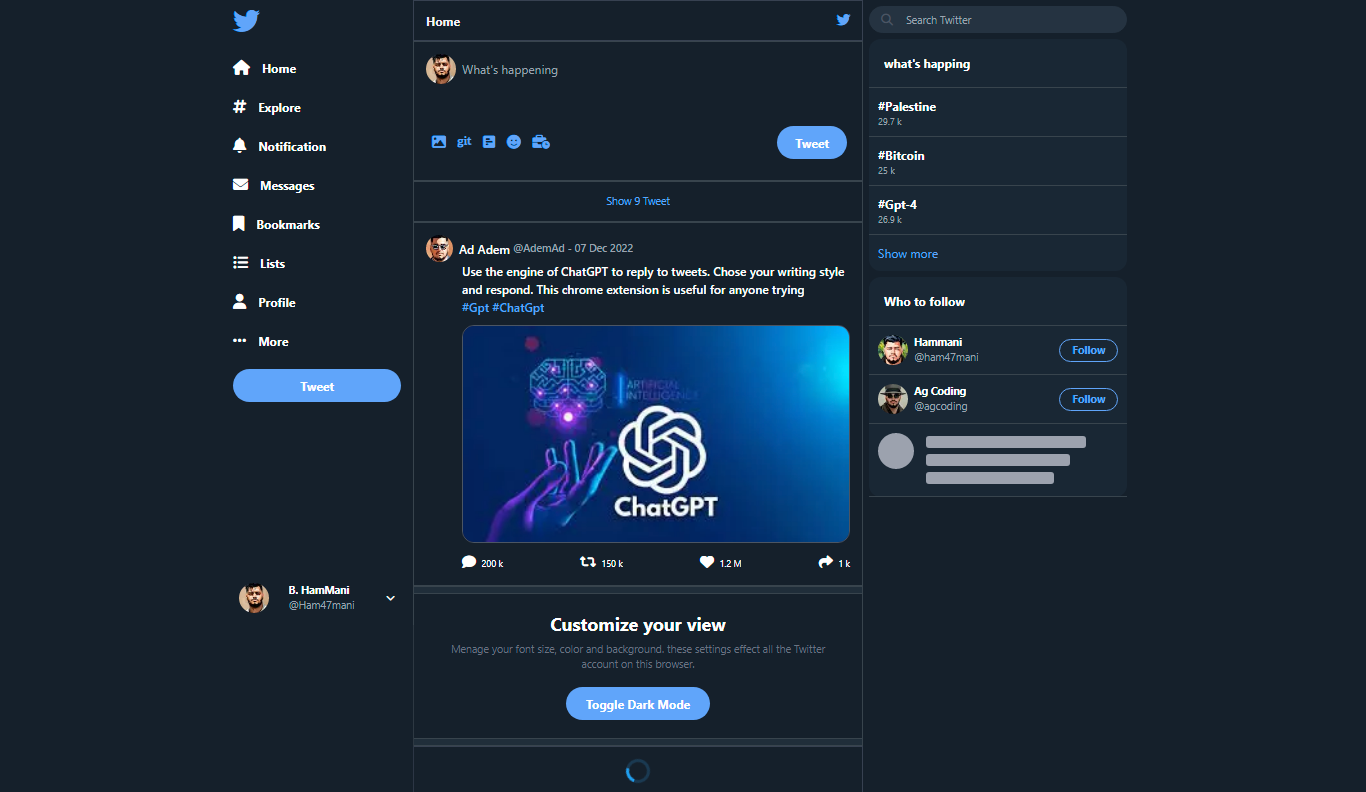 Home
Explore
Notification
Messages
Bookmarks
Lists
Profile
More
Tweet
B. HamMani
@Ham47mani
Home
What's happening
git
Tweet
Show 9 Tweet
Ad Adem @AdemAd - 07 Dec 2022
Use the engine of ChatGPT to reply to tweets. Chose your writing style
and respond. This chrome extension is useful for anyone trying
#Gpt #ChatGpt
ARTIFICIAL
INTELLIGENCE
ChatGPT
200 k 150 k 1.2 M 1 k
Customize your view
Menage your font size, color and background. these settings effect all the Twitter
account on this browser.
Toggle Dark Mode
Search Twitter
what's happing
#Palestine
29.7 k
#Bitcoin
25 k
#Gpt-4
26.9 k
Show more
Who to follow
Hammani
@ham47mani
Follow
Ag Coding
@agcoding
Follow